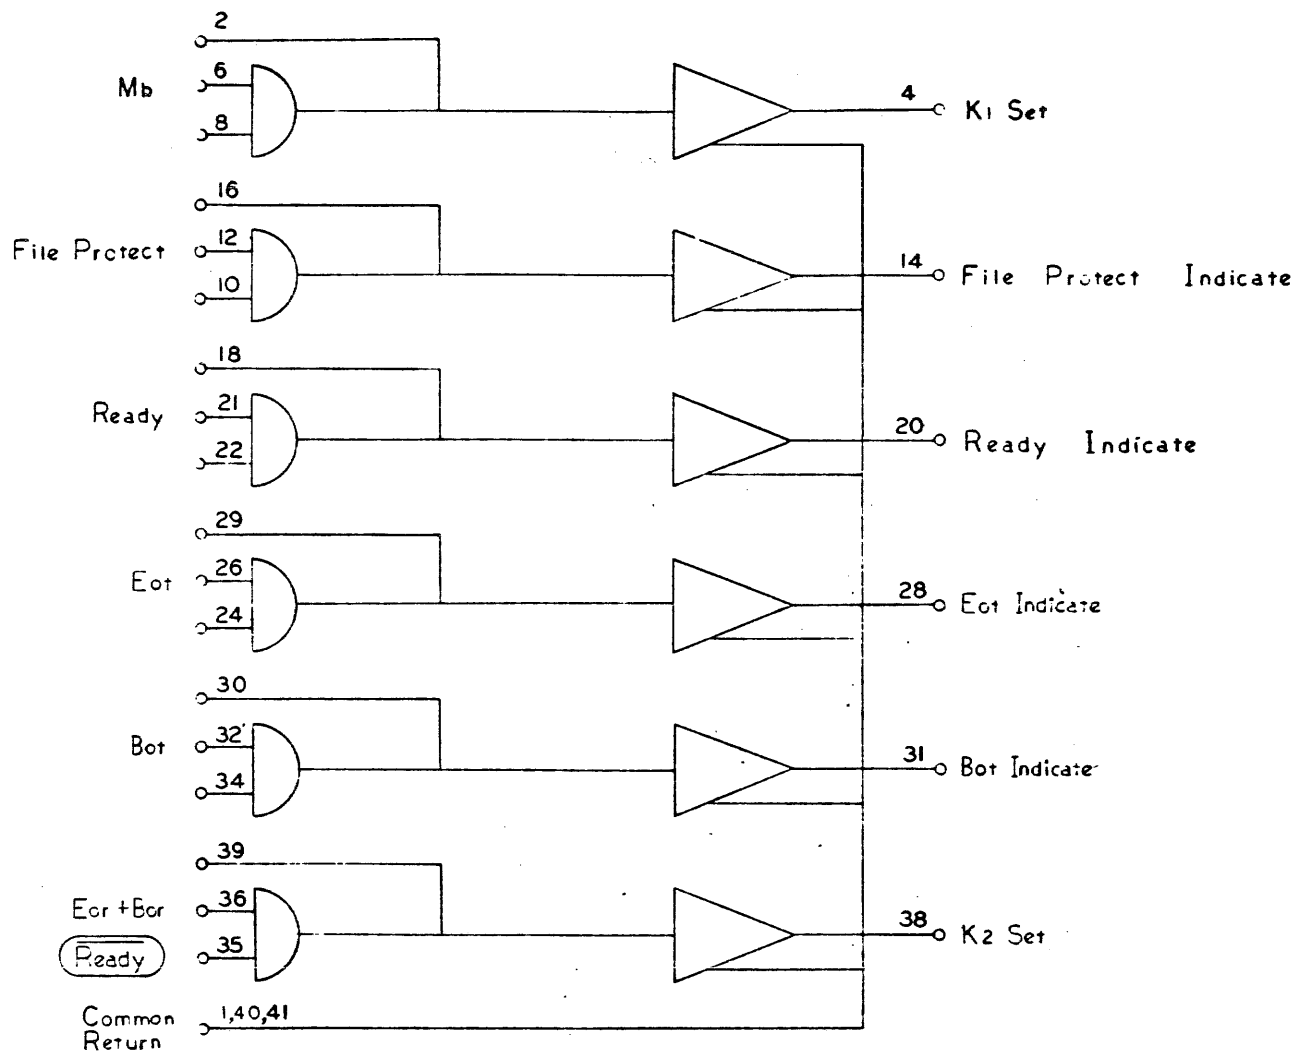 2
Mb
6
8
4
K1 Set
16
File Protect
12
10
14
File Protect Indicate
18
Ready
21
22
20
Ready Indicate
29
Eot
26
24
28
Eot Indicate
30
Bot
32
34
31
Bot Indicate
39
Eor + Bor
36
Ready
35
38
K2 Set
Common
Return
1,40,41